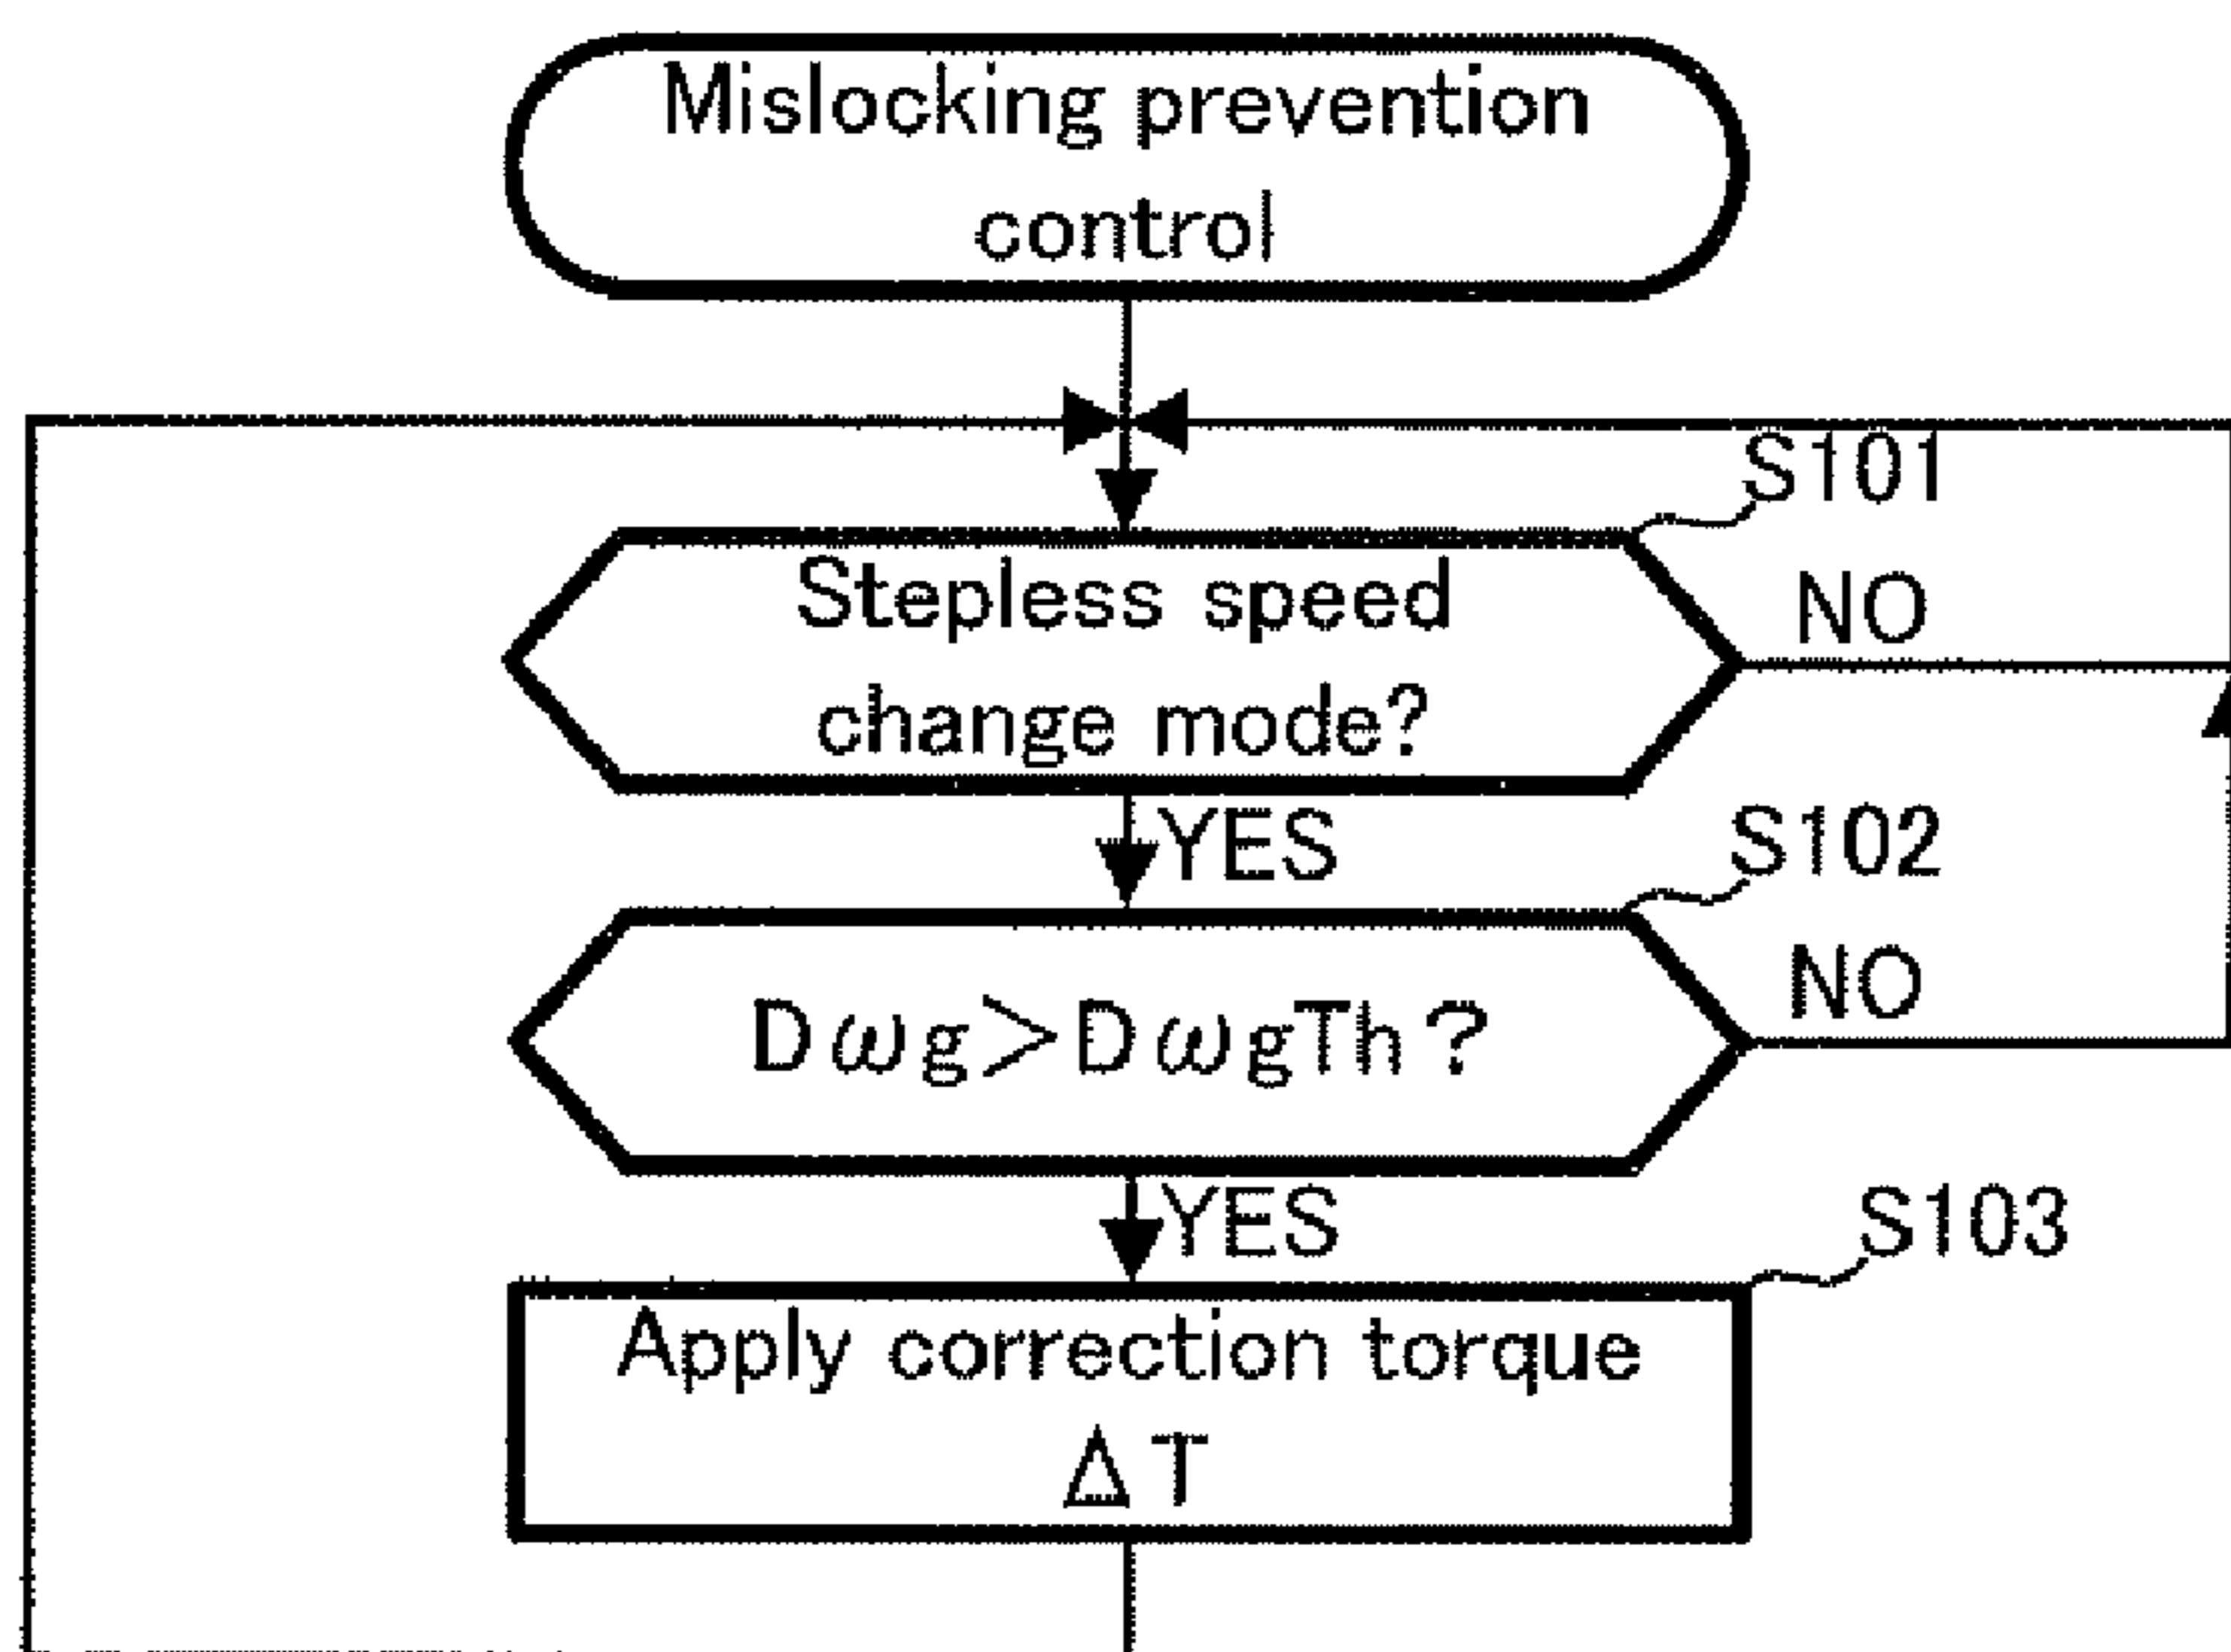 Mislocking prevention
control
S101
Stepless speed
change mode?
NO
YES
S102
Dωg>DωgTh?
NO
YES
S103
Apply correction torque
ΔT